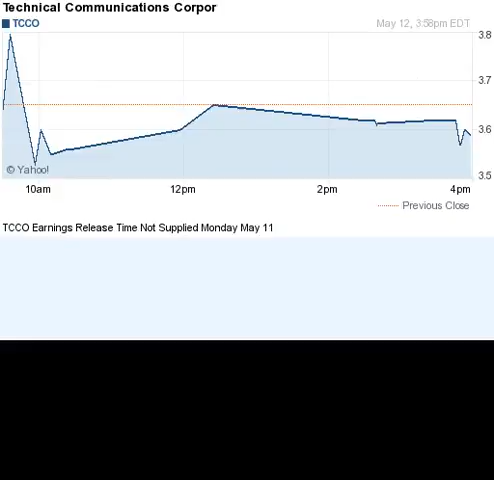 Technical Communications Corpor
TCCO
May 12, 3:58pm EDT
3.8
3.7
3.6
3.5
© Yahoo!
10am 12pm 2pm 4pm
Previous Close
TCCO Earnings Release Time Not Supplied Monday May 11